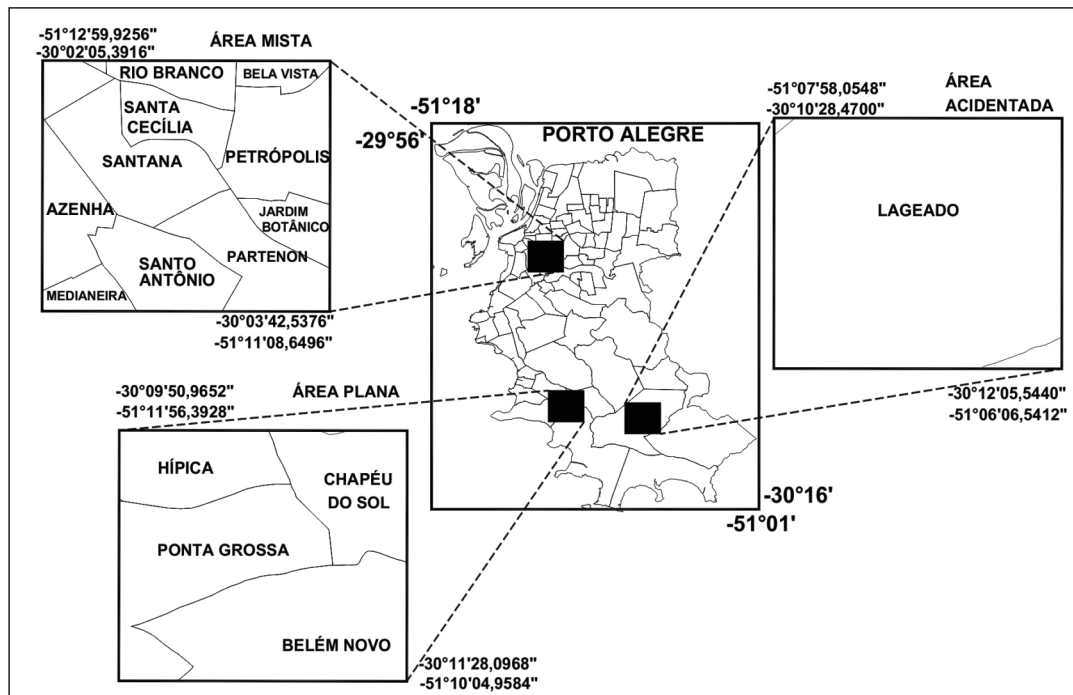 -51°12'59,9256"
-30°02'05,3916"
ÁREA MISTA
RIO BRANCO
BELA VISTA
SANTA
CECÍLIA
SANTANA
PETRÓPOLIS
AZENHA
JARDIM
BOTÂNICO
PARTENON
SANTO
ANTÔNIO
MEDIANEIRA
-30°03'42,5376"
-51°11'08,6496"
-51°18'
-29°56'
PORTO ALEGRE
-30°16'
-51°01'
-51°07'58,0548"
-30°10'28,4700"
ÁREA
ACIDENTADA
LAGEADO
-30°12'05,5440"
-51°06'06,5412"
-30°09'50,9652"
-51°11'56,3928"
ÁREA PLANA
HÍPICA
CHAPÉU
DO SOL
PONTA GROSSA
BELÉM NOVO
-30°11'28,0968"
-51°10'04,9584"